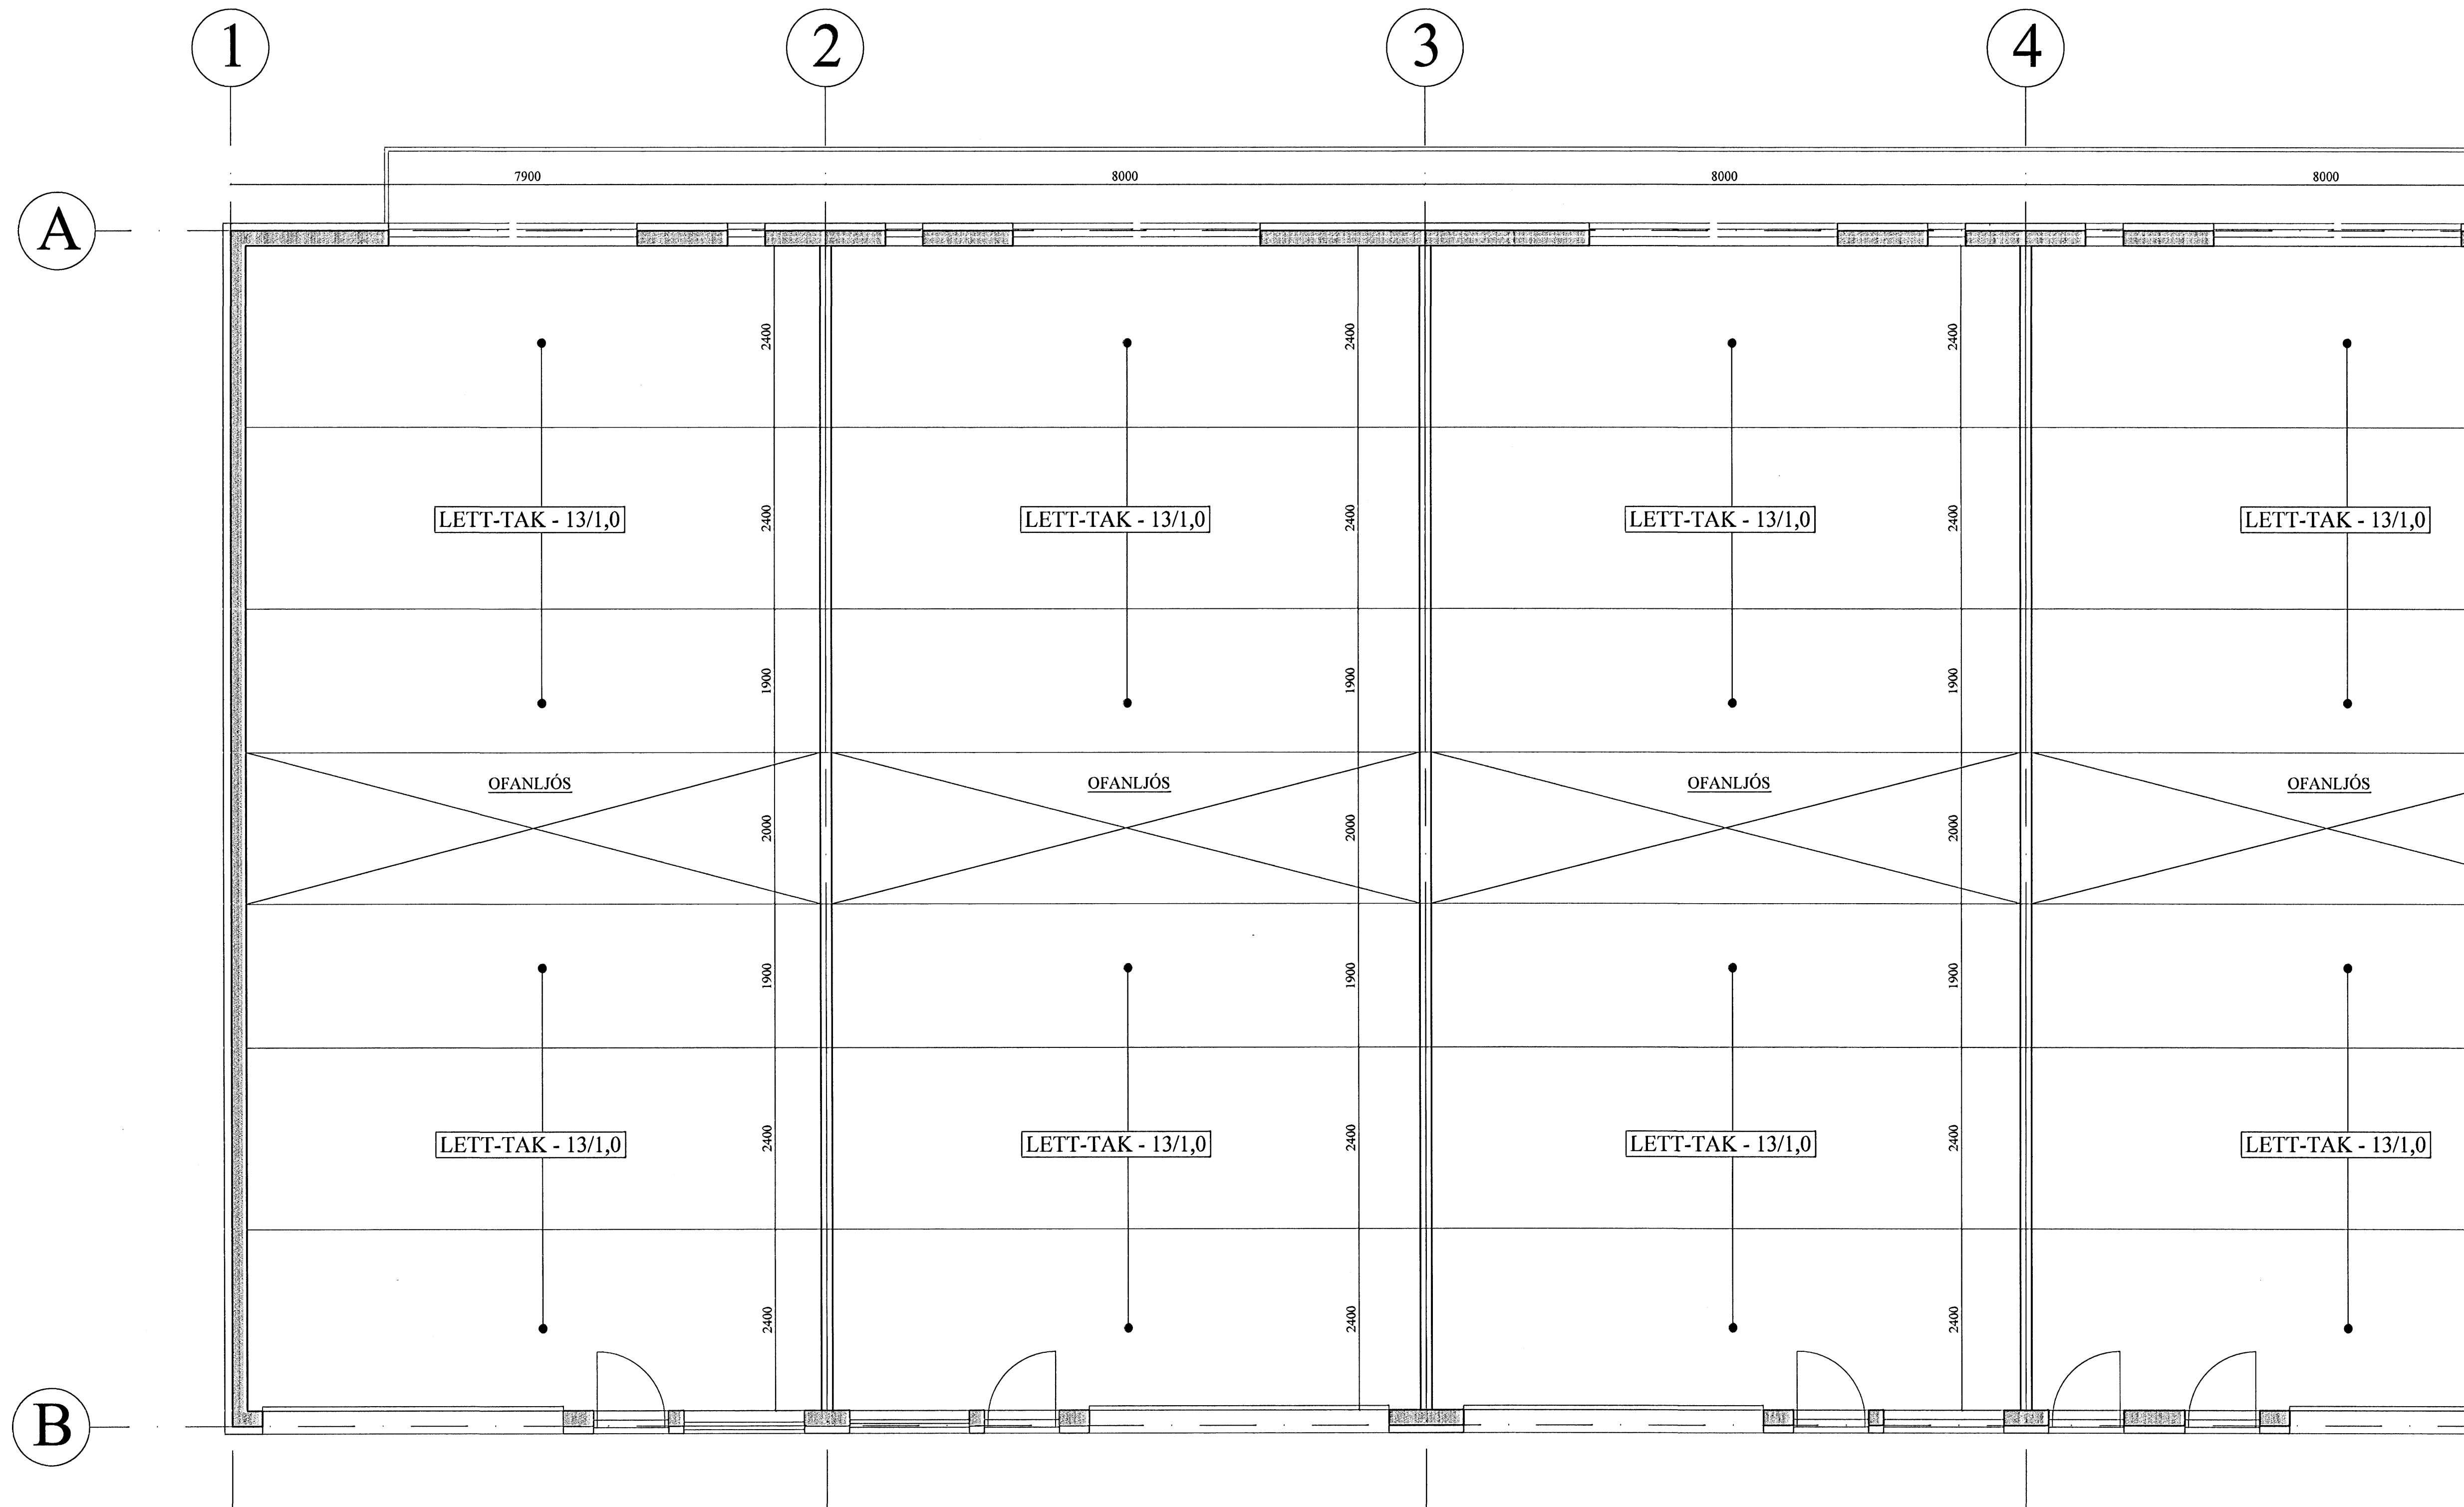 1 2 3 4
7900 8000 8000 8000
A
2400 2400 2400
LETT-TAK - 13/1,0 LETT-TAK - 13/1,0 LETT-TAK - 13/1,0 LETT-TAK - 13/1,0
2400 2400 2400
1900 1900 1900
OFANLJÓS OFANLJÓS OFANLJÓS OFANLJÓS
2000 2000 2000
1900 1900 1900
LETT-TAK - 13/1,0 LETT-TAK - 13/1,0 LETT-TAK - 13/1,0 LETT-TAK - 13/1,0
2400 2400 2400
2400 2400 2400
B